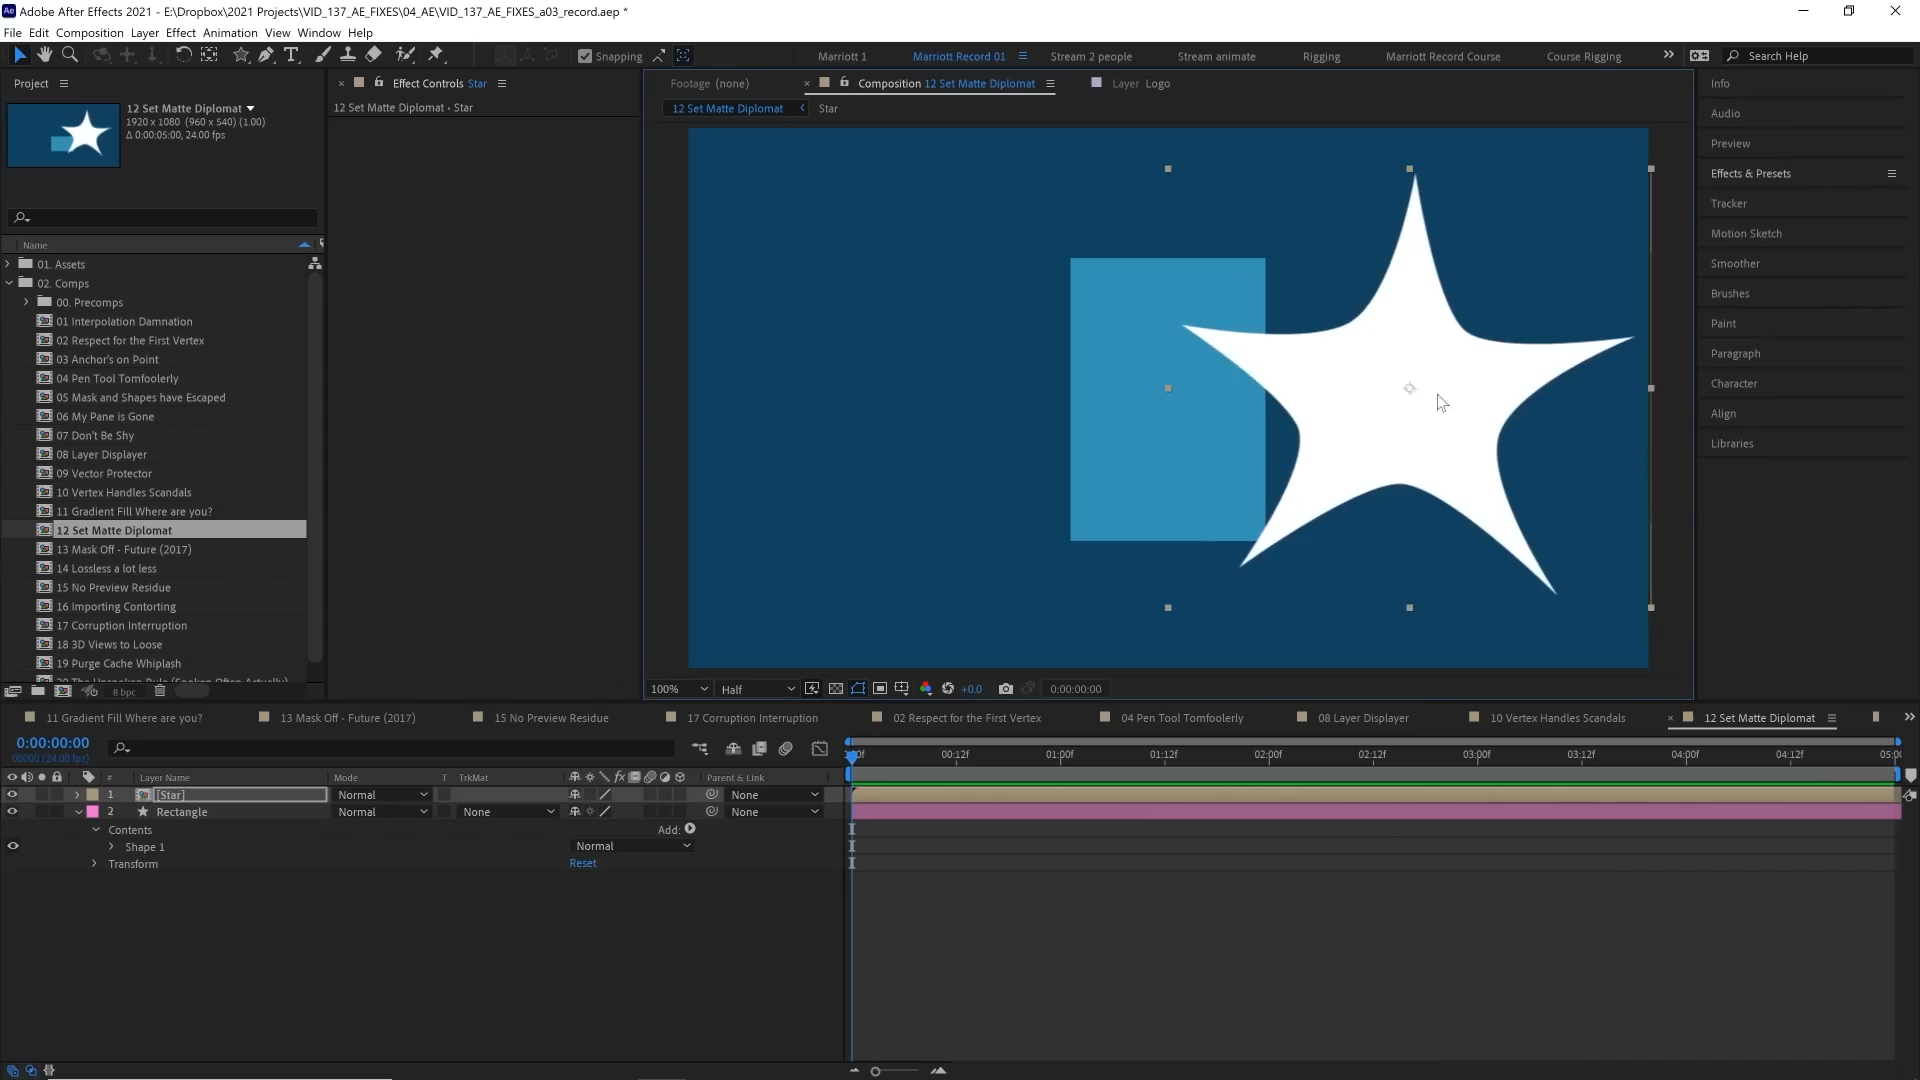 Adobe After Effects 2021 - E:\Dropbox\2021 Projects\VID_137_AE_FIXES\04_AE\VID_137_AE_FIXES_a03_record.aep *
File Edit Composition Layer Effect Animation View Window Help
Snapping
Marriott 1 Marriott Record 01 Stream 2 people Stream animate Rigging Marriott Record Course Course Rigging Search Help
Project
Effect Controls Star
Footage (none)
Composition 12 Set Matte Diplomat
Layer Logo
Info
12 Set Matte Diplomat
1920 x 1080 (960 x 540) (1.00)
Δ 0:00:05:00, 24.00 fps
12 Set Matte Diplomat • Star
12 Set Matte Diplomat Star
Audio
Preview
Effects & Presets
Tracker
Motion Sketch
Smoother
Brushes
Paint
Paragraph
Character
Align
Libraries
Name
01. Assets
02. Comps
00. Precomps
01 Interpolation Damnation
02 Respect for the First Vertex
03 Anchor's on Point
04 Pen Tool Tomfoolerly
05 Mask and Shapes have Escaped
06 My Pane is Gone
07 Don't Be Shy
08 Layer Displayer
09 Vector Protector
10 Vertex Handles Scandals
11 Gradient Fill Where are you?
12 Set Matte Diplomat
13 Mask Off - Future (2017)
14 Lossless a lot less
15 No Preview Residue
16 Importing Contorting
17 Corruption Interruption
18 3D Views to Loose
19 Purge Cache Whiplash
8 bpc
100% Half +0.0 0:00:00:00
11 Gradient Fill Where are you? 13 Mask Off - Future (2017) 15 No Preview Residue 17 Corruption Interruption 02 Respect for the First Vertex 04 Pen Tool Tomfoolerly 08 Layer Displayer 10 Vertex Handles Scandals 12 Set Matte Diplomat
0:00:00:00
00000 (24.00 fps)
00:12f 01:00f 01:12f 02:00f 02:12f 03:00f 03:12f 04:00f 04:12f
# Layer Name Mode T TrkMat fx Parent & Link
1 [Star] Normal None
2 Rectangle Normal None None
Contents Add:
Shape 1 Normal
Transform Reset